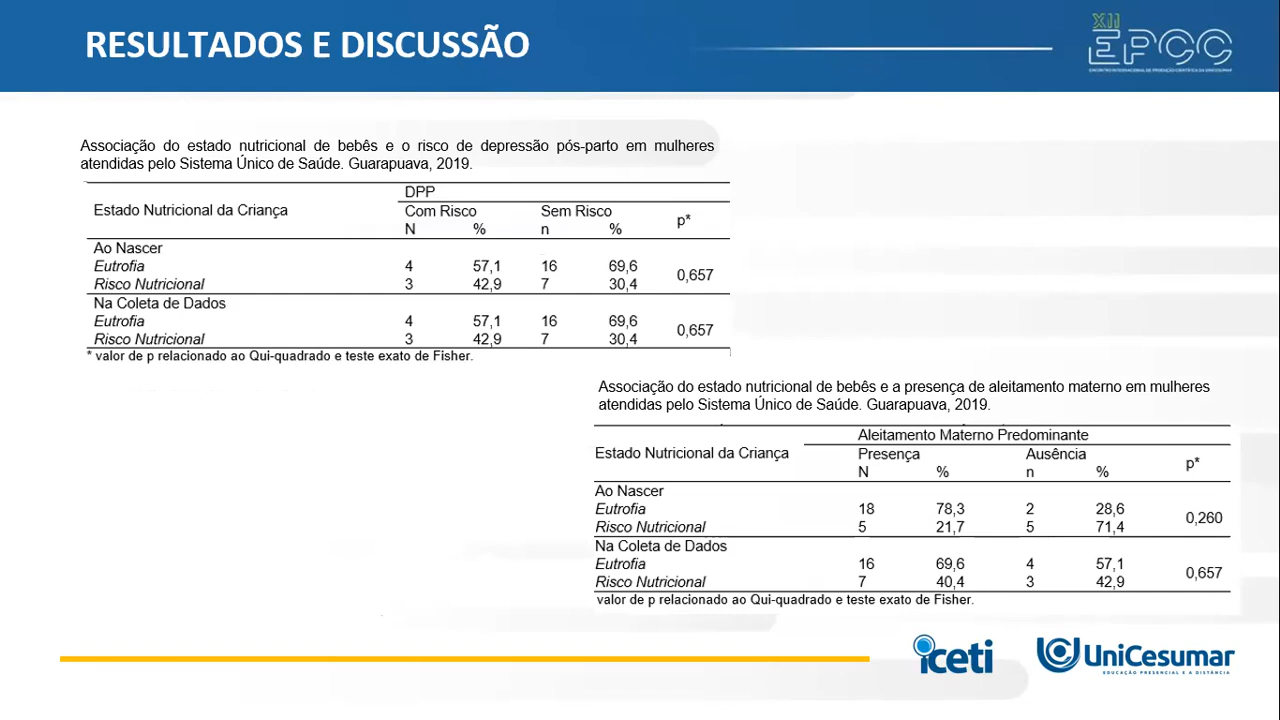 RESULTADOS E DISCUSSÃO
XII
EPCC
ENCONTRO INTERNACIONAL DE PRODUÇÃO CIENTÍFICA DA UNICESUMAR
Associação do estado nutricional de bebês e o risco de depressão pós-parto em mulheres
atendidas pelo Sistema Único de Saúde. Guarapuava, 2019.
DPP
Estado Nutricional da Criança
Com Risco Sem Risco p*
N % n %
Ao Nascer
Eutrofia 4 57,1 16 69,6 0,657
Risco Nutricional 3 42,9 7 30,4
Na Coleta de Dados
Eutrofia 4 57,1 16 69,6 0,657
Risco Nutricional 3 42,9 7 30,4
* valor de p relacionado ao Qui-quadrado e teste exato de Fisher.
Associação do estado nutricional de bebês e a presença de aleitamento materno em mulheres
atendidas pelo Sistema Único de Saúde. Guarapuava, 2019.
Aleitamento Materno Predominante
Estado Nutricional da Criança Presença Ausência p*
N % n %
Ao Nascer
Eutrofia 18 78,3 2 28,6 0,260
Risco Nutricional 5 21,7 5 71,4
Na Coleta de Dados
Eutrofia 16 69,6 4 57,1 0,657
Risco Nutricional 7 40,4 3 42,9
valor de p relacionado ao Qui-quadrado e teste exato de Fisher.
iceti
UniCesumar
EDUCAÇÃO PRESENCIAL E A DISTÂNCIA